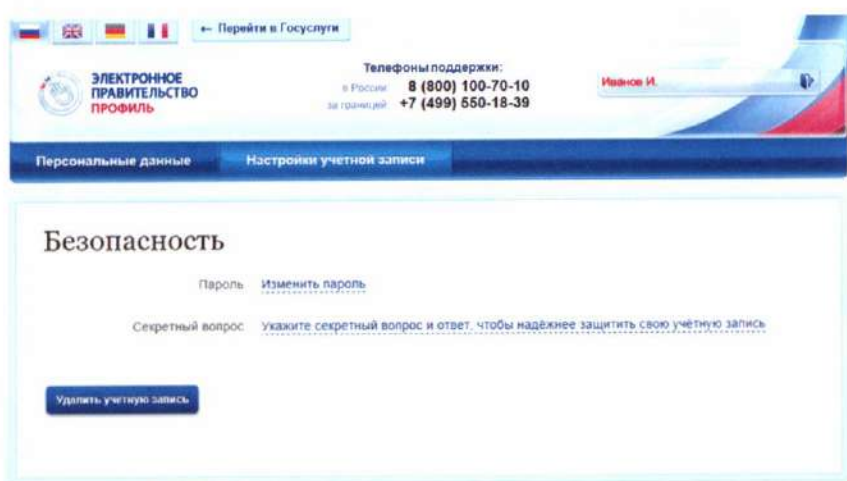 ← Перейти в Госуслуги
ЭЛЕКТРОННОЕ
ПРАВИТЕЛЬСТВО
ПРОФИЛЬ
Телефоны поддержки:
в России 8 (800) 100-70-10
за границей +7 (499) 550-18-39
Иванов И.
Персональные данные Настройки учетной записи
Безопасность
Пароль Изменить пароль
Секретный вопрос Укажите секретный вопрос и ответ, чтобы надёжнее защитить свою учётную запись
Удалить учетную запись